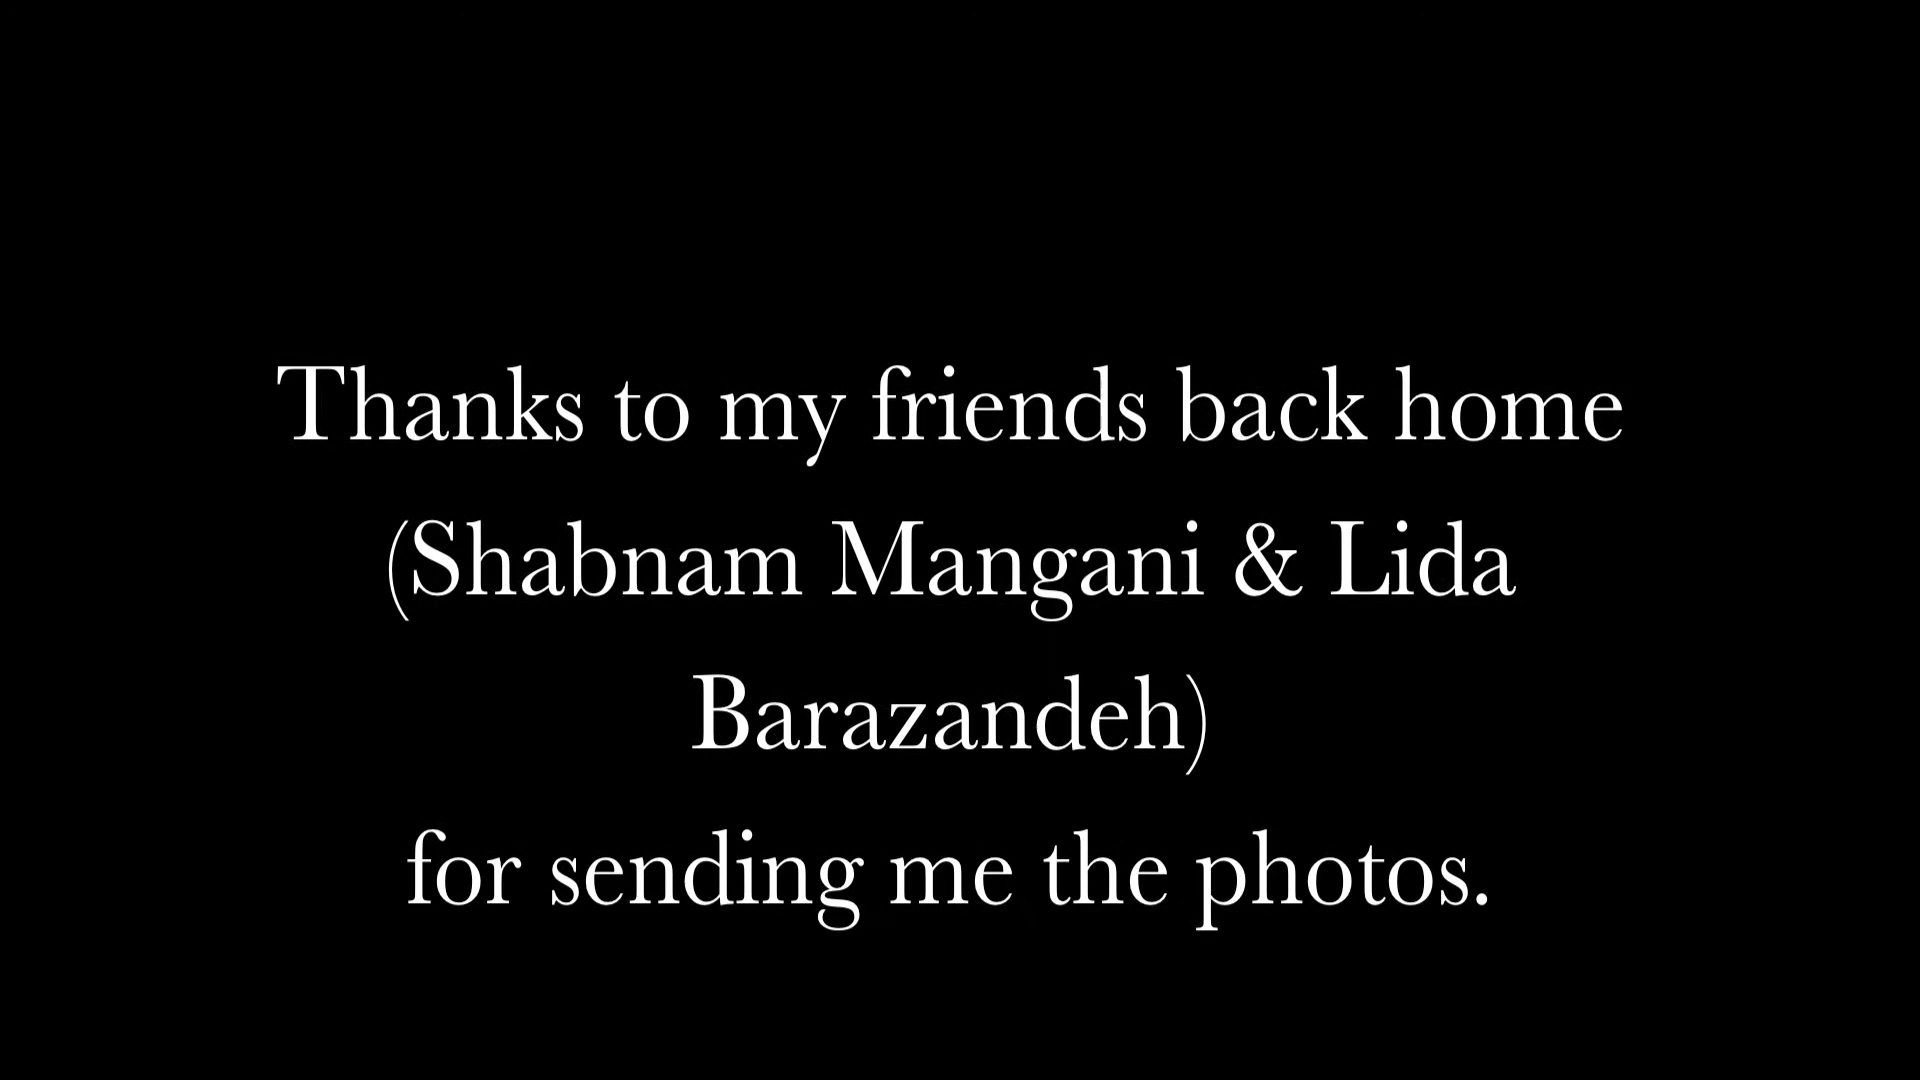 Thanks to my friends back home
(Shabnam Mangani & Lida
Barazandeh)
for sending me the photos.